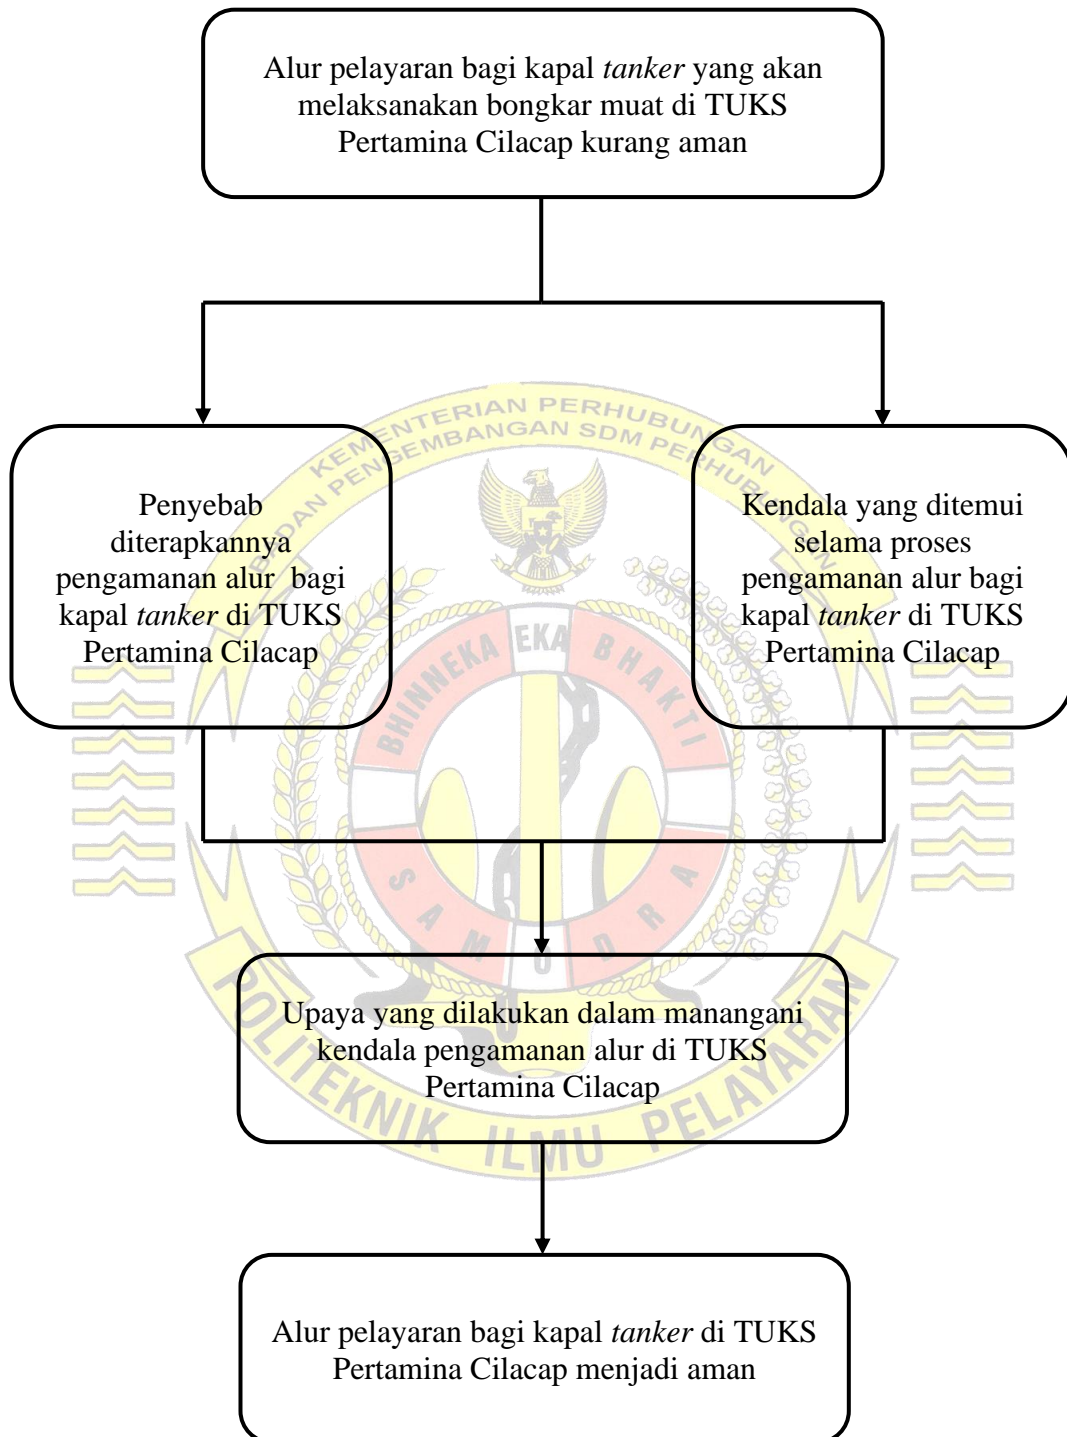 Alur pelayaran bagi kapal tanker yang akan
melaksanakan bongkar muat di TUKS
Pertamina Cilacap kurang aman
KEMENTERIAN PERHUBUNGAN
BADAN PENGEMBANGAN SDM PERHUBUNGAN
Penyebab
diterapkannya
pengamanan alur bagi
kapal tanker di TUKS
Pertamina Cilacap
Kendala yang ditemui
selama proses
pengamanan alur bagi
kapal tanker di TUKS
Pertamina Cilacap
BHINNEKA EKA BHAKTI
SAMUDRA
Upaya yang dilakukan dalam manangani
kendala pengamanan alur di TUKS
Pertamina Cilacap
POLITEKNIK ILMU PELAYARAN
Alur pelayaran bagi kapal tanker di TUKS
Pertamina Cilacap menjadi aman